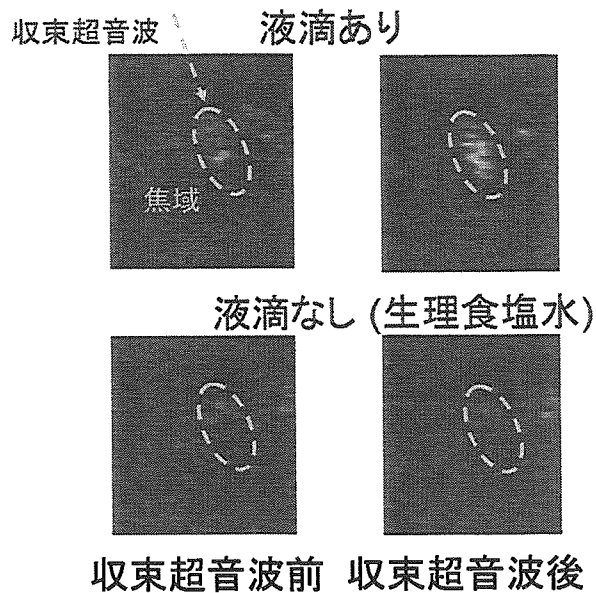 収束超音波
液滴あり
焦域
液滴なし (生理食塩水)
収束超音波前
収束超音波後